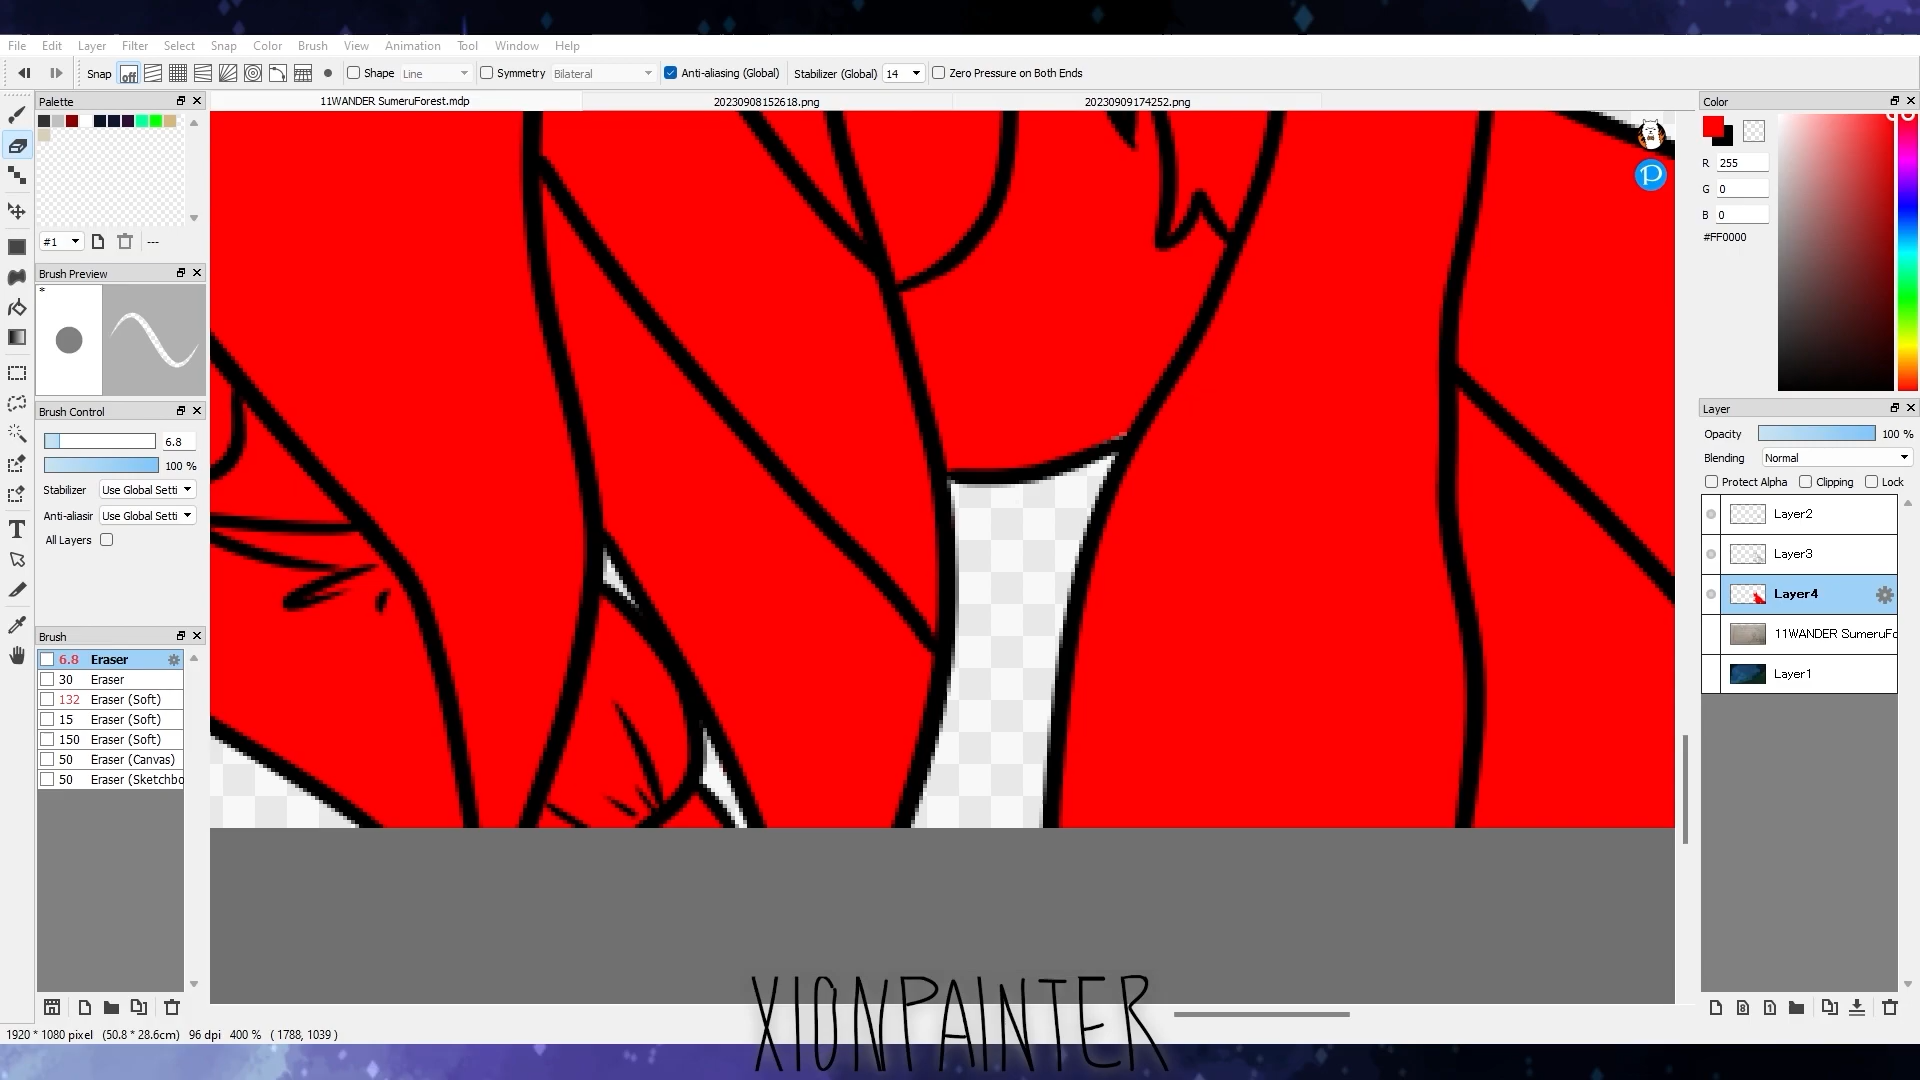 File Edit Layer Filter Select Snap Color Brush View Animation Tool Window Help
Snap off Shape Line Symmetry Bilateral Anti-aliasing (Global) Stabilizer (Global) 14 Zero Pressure on Both Ends
Palette
11WANDER SumeruForest.mdp 20230908152618.png 20230909174252.png
#1 ---
Brush Preview
*
Brush Control
6.8
100 %
Stabilizer Use Global Setti
Anti-aliasir Use Global Setti
All Layers
Brush
6.8 Eraser
30 Eraser
132 Eraser (Soft)
15 Eraser (Soft)
150 Eraser (Soft)
50 Eraser (Canvas)
50 Eraser (Sketchbo
Color
R 255
G 0
B 0
#FF0000
P
Layer
Opacity 100 %
Blending Normal
Protect Alpha Clipping Lock
Layer2
Layer3
Layer4
11WANDER SumeruFo
Layer1
8 1
1920 * 1080 pixel (50.8 * 28.6cm) 96 dpi 400 % ( 1788, 1039 )
XIONPAINTER